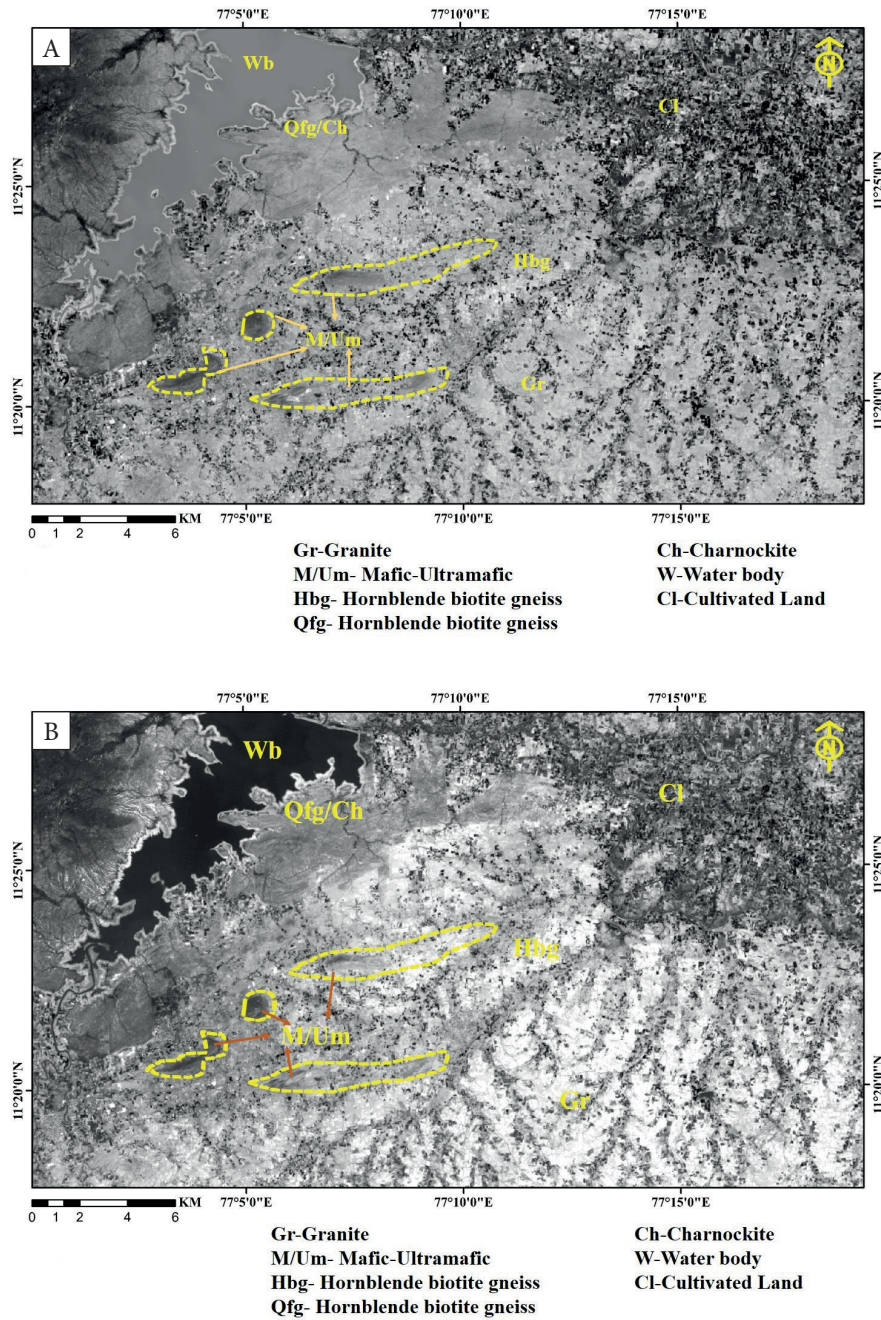 77°5'0"E 77°10'0"E 77°15'0"E
A
Wb
N
Cl
Qfg/Ch
11°25'0"N 11°25'0"N
Hbg
M/Um
Gr
11°20'0"N 11°20'0"N
77°5'0"E 77°10'0"E 77°15'0"E
KM
0 1 2 4 6
Gr-Granite
M/Um- Mafic-Ultramafic
Hbg- Hornblende biotite gneiss
Qfg- Hornblende biotite gneiss
Ch-Charnockite
W-Water body
Cl-Cultivated Land
77°5'0"E 77°10'0"E 77°15'0"E
B
Wb
N
Cl
Qfg/Ch
11°25'0"N 11°25'0"N
Hbg
M/Um
Gr
11°20'0"N 11°20'0"N
77°5'0"E 77°10'0"E 77°15'0"E
KM
0 1 2 4 6
Gr-Granite
M/Um- Mafic-Ultramafic
Hbg- Hornblende biotite gneiss
Qfg- Hornblende biotite gneiss
Ch-Charnockite
W-Water body
Cl-Cultivated Land